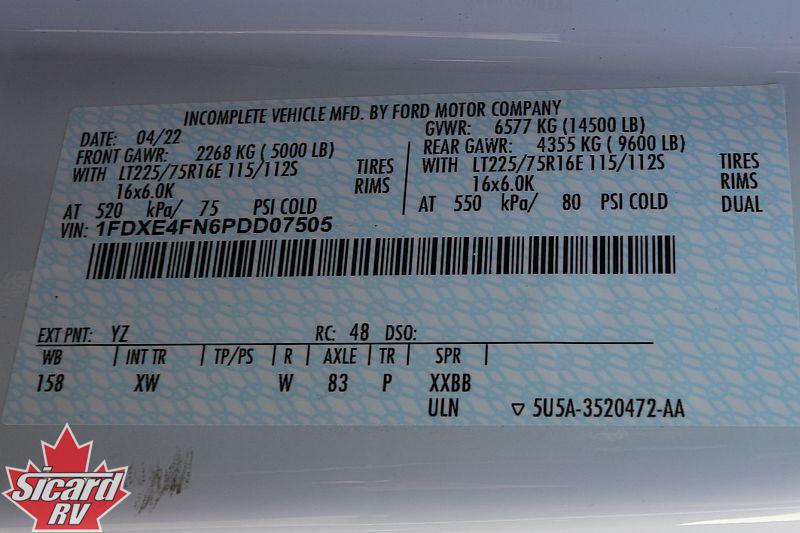 INCOMPLETE VEHICLE MFD. BY FORD MOTOR COMPANY
DATE: 04/22 GVWR: 6577 KG (14500 LB)
FRONT GAWR: 2268 KG ( 5000 LB) REAR GAWR: 4355 KG ( 9600 LB)
WITH LT225/75R16E 115/112S TIRES WITH LT225/75R16E 115/112S TIRES
16x6.0K RIMS 16x6.0K RIMS
AT 520 kPa/ 75 PSI COLD AT 550 kPa/ 80 PSI COLD DUAL
VIN: 1FDXE4FN6PDD07505
EXT PNT: YZ RC: 48 DSO:
WB | INT TR | TP/PS | R | AXLE | TR | SPR |
158 XW W 83 P XXBB
ULN ▽ 5U5A-3520472-AA
Sicard
RV